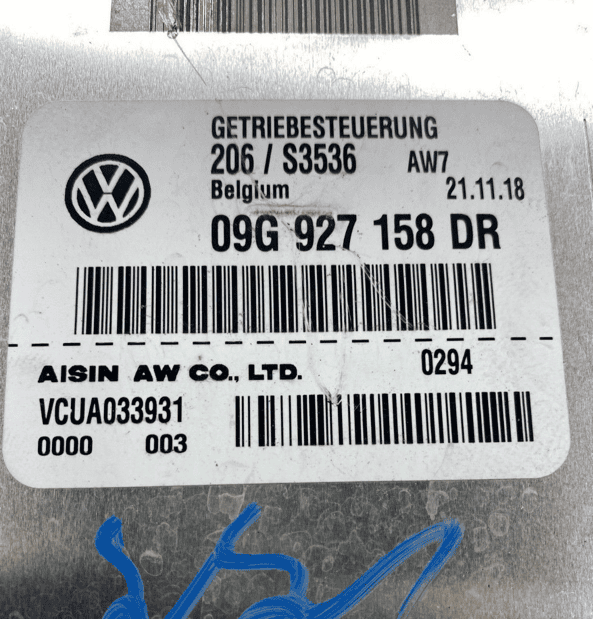 GETRIEBESTEUERUNG
206 / S3536 AW7
Belgium 21.11.18
09G 927 158 DR
AISIN AW CO., LTD. 0294
VCUA033931
0000 003